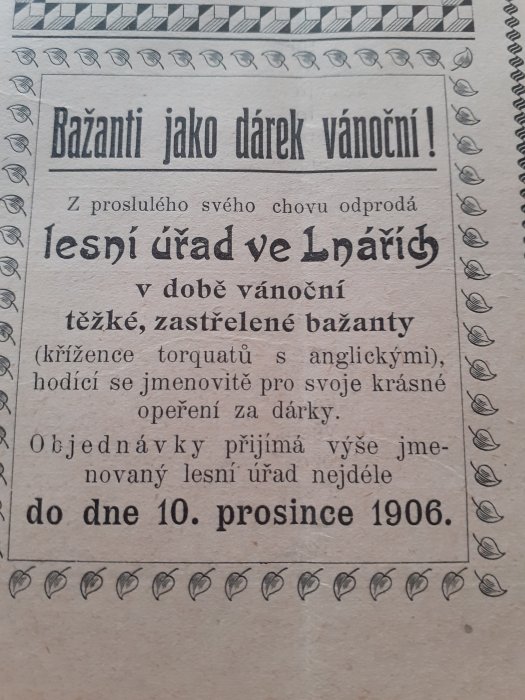 Bažanti jako dárek vánoční!
Z proslulého svého chovu odprodá
lesní úřad ve Lnářích
v době vánoční
těžké, zastřelené bažanty
(křížence torquatů s anglickými),
hodící se jmenovitě pro svoje krásné
opeření za dárky.
Objednávky přijímá výše jme-
novaný lesní úřad nejdéle
do dne 10. prosince 1906.